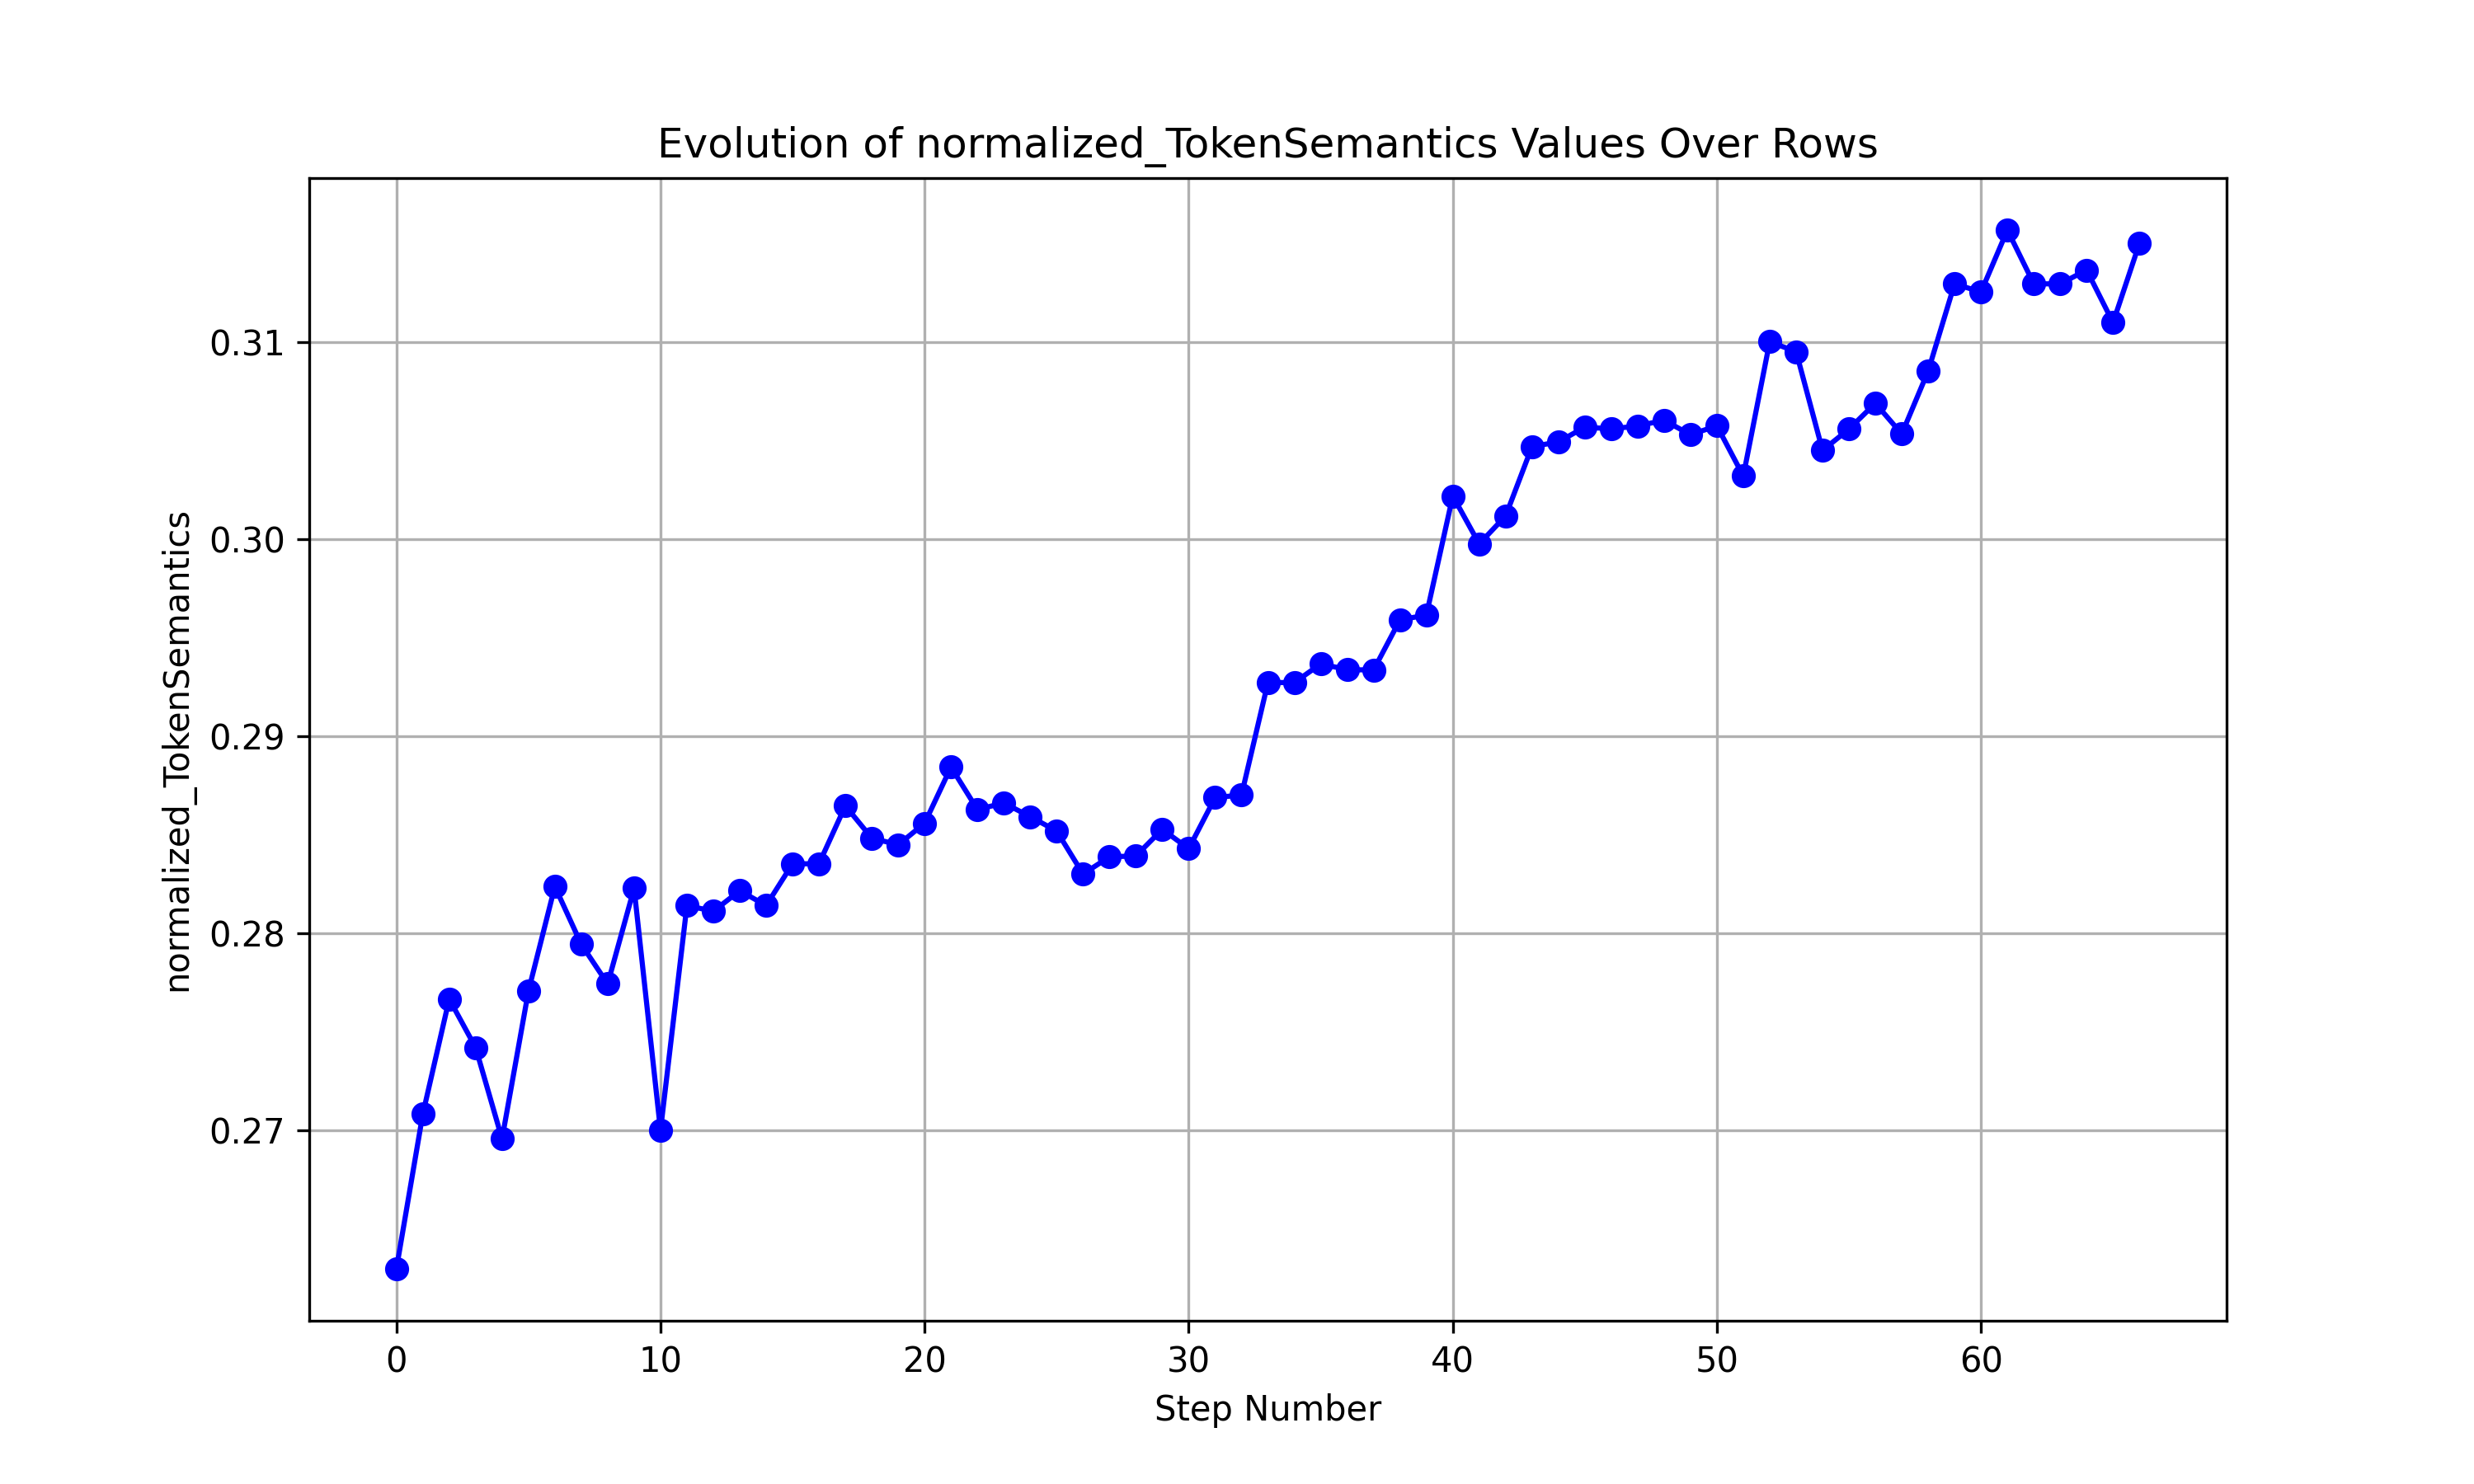 Evolution of normalized_TokenSemantics Values Over Rows
normalized_TokenSemantics
0.31
0.30
0.29
0.28
0.27
0 10 20 30 40 50 60
Step Number